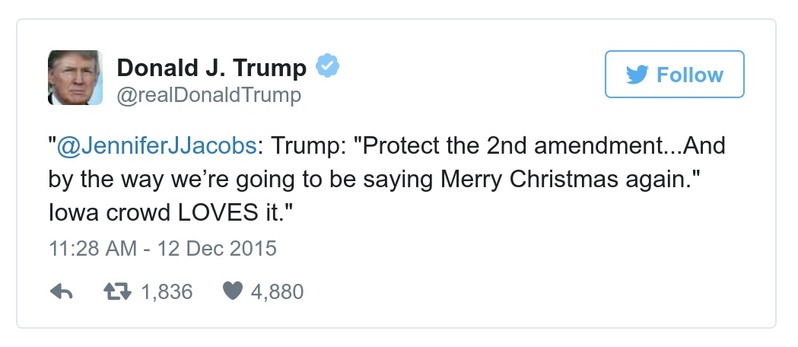 Donald J. Trump
@realDonaldTrump
Follow
"@JenniferJJacobs: Trump: "Protect the 2nd amendment...And
by the way we’re going to be saying Merry Christmas again."
Iowa crowd LOVES it."
11:28 AM - 12 Dec 2015
1,836 4,880